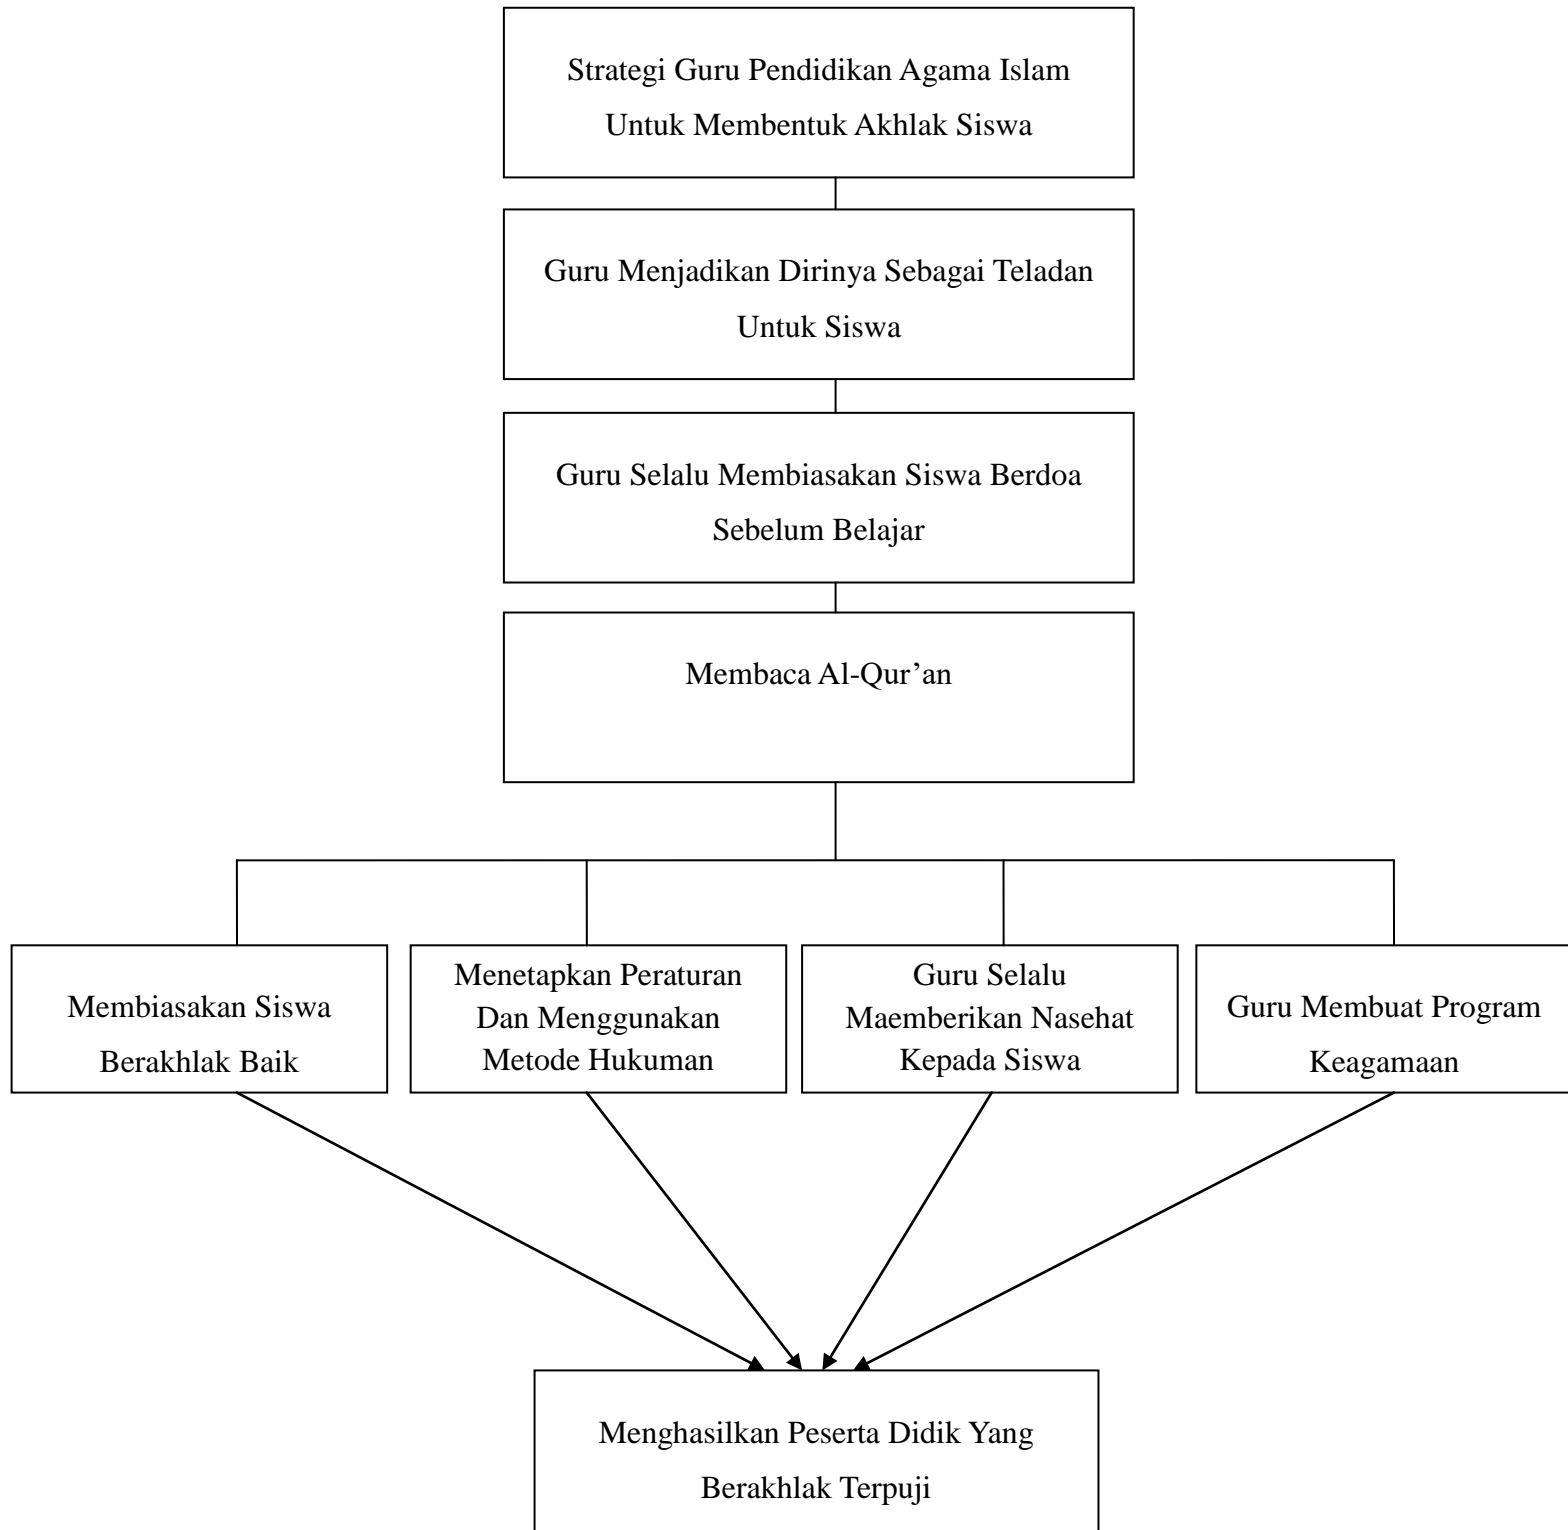 Strategi Guru Pendidikan Agama Islam
Untuk Membentuk Akhlak Siswa
Guru Menjadikan Dirinya Sebagai Teladan
Untuk Siswa
Guru Selalu Membiasakan Siswa Berdoa
Sebelum Belajar
Membaca Al-Qur’an
Membiasakan Siswa
Berakhlak Baik
Menetapkan Peraturan
Dan Menggunakan
Metode Hukuman
Guru Selalu
Maemberikan Nasehat
Kepada Siswa
Guru Membuat Program
Keagamaan
Menghasilkan Peserta Didik Yang
Berakhlak Terpuji